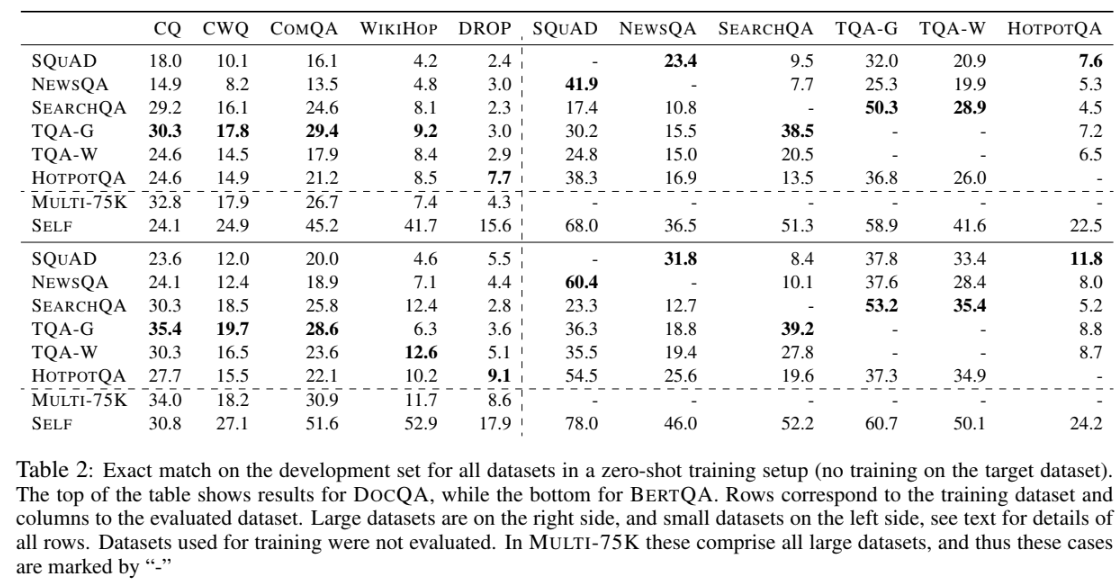 CQ CWQ COMQA WIKIHOP DROP SQUAD NEWSQA SEARCHQA TQA-G TQA-W HOTPOTQA
SQUAD 18.0 10.1 16.1 4.2 2.4 - 23.4 9.5 32.0 20.9 7.6
NEWSQA 14.9 8.2 13.5 4.8 3.0 41.9 - 7.7 25.3 19.9 5.3
SEARCHQA 29.2 16.1 24.6 8.1 2.3 17.4 10.8 - 50.3 28.9 4.5
TQA-G 30.3 17.8 29.4 9.2 3.0 30.2 15.5 38.5 - - 7.2
TQA-W 24.6 14.5 17.9 8.4 2.9 24.8 15.0 20.5 - - 6.5
HOTPOTQA 24.6 14.9 21.2 8.5 7.7 38.3 16.9 13.5 36.8 26.0 -
MULTI-75K 32.8 17.9 26.7 7.4 4.3 - - - - - -
SELF 24.1 24.9 45.2 41.7 15.6 68.0 36.5 51.3 58.9 41.6 22.5
SQUAD 23.6 12.0 20.0 4.6 5.5 - 31.8 8.4 37.8 33.4 11.8
NEWSQA 24.1 12.4 18.9 7.1 4.4 60.4 - 10.1 37.6 28.4 8.0
SEARCHQA 30.3 18.5 25.8 12.4 2.8 23.3 12.7 - 53.2 35.4 5.2
TQA-G 35.4 19.7 28.6 6.3 3.6 36.3 18.8 39.2 - - 8.8
TQA-W 30.3 16.5 23.6 12.6 5.1 35.5 19.4 27.8 - - 8.7
HOTPOTQA 27.7 15.5 22.1 10.2 9.1 54.5 25.6 19.6 37.3 34.9 -
MULTI-75K 34.0 18.2 30.9 11.7 8.6 - - - - - -
SELF 30.8 27.1 51.6 52.9 17.9 78.0 46.0 52.2 60.7 50.1 24.2
Table 2: Exact match on the development set for all datasets in a zero-shot training setup (no training on the target dataset).
The top of the table shows results for DOCQA, while the bottom for BERTQA. Rows correspond to the training dataset and
columns to the evaluated dataset. Large datasets are on the right side, and small datasets on the left side, see text for details of
all rows. Datasets used for training were not evaluated. In MULTI-75K these comprise all large datasets, and thus these cases
are marked by “-”